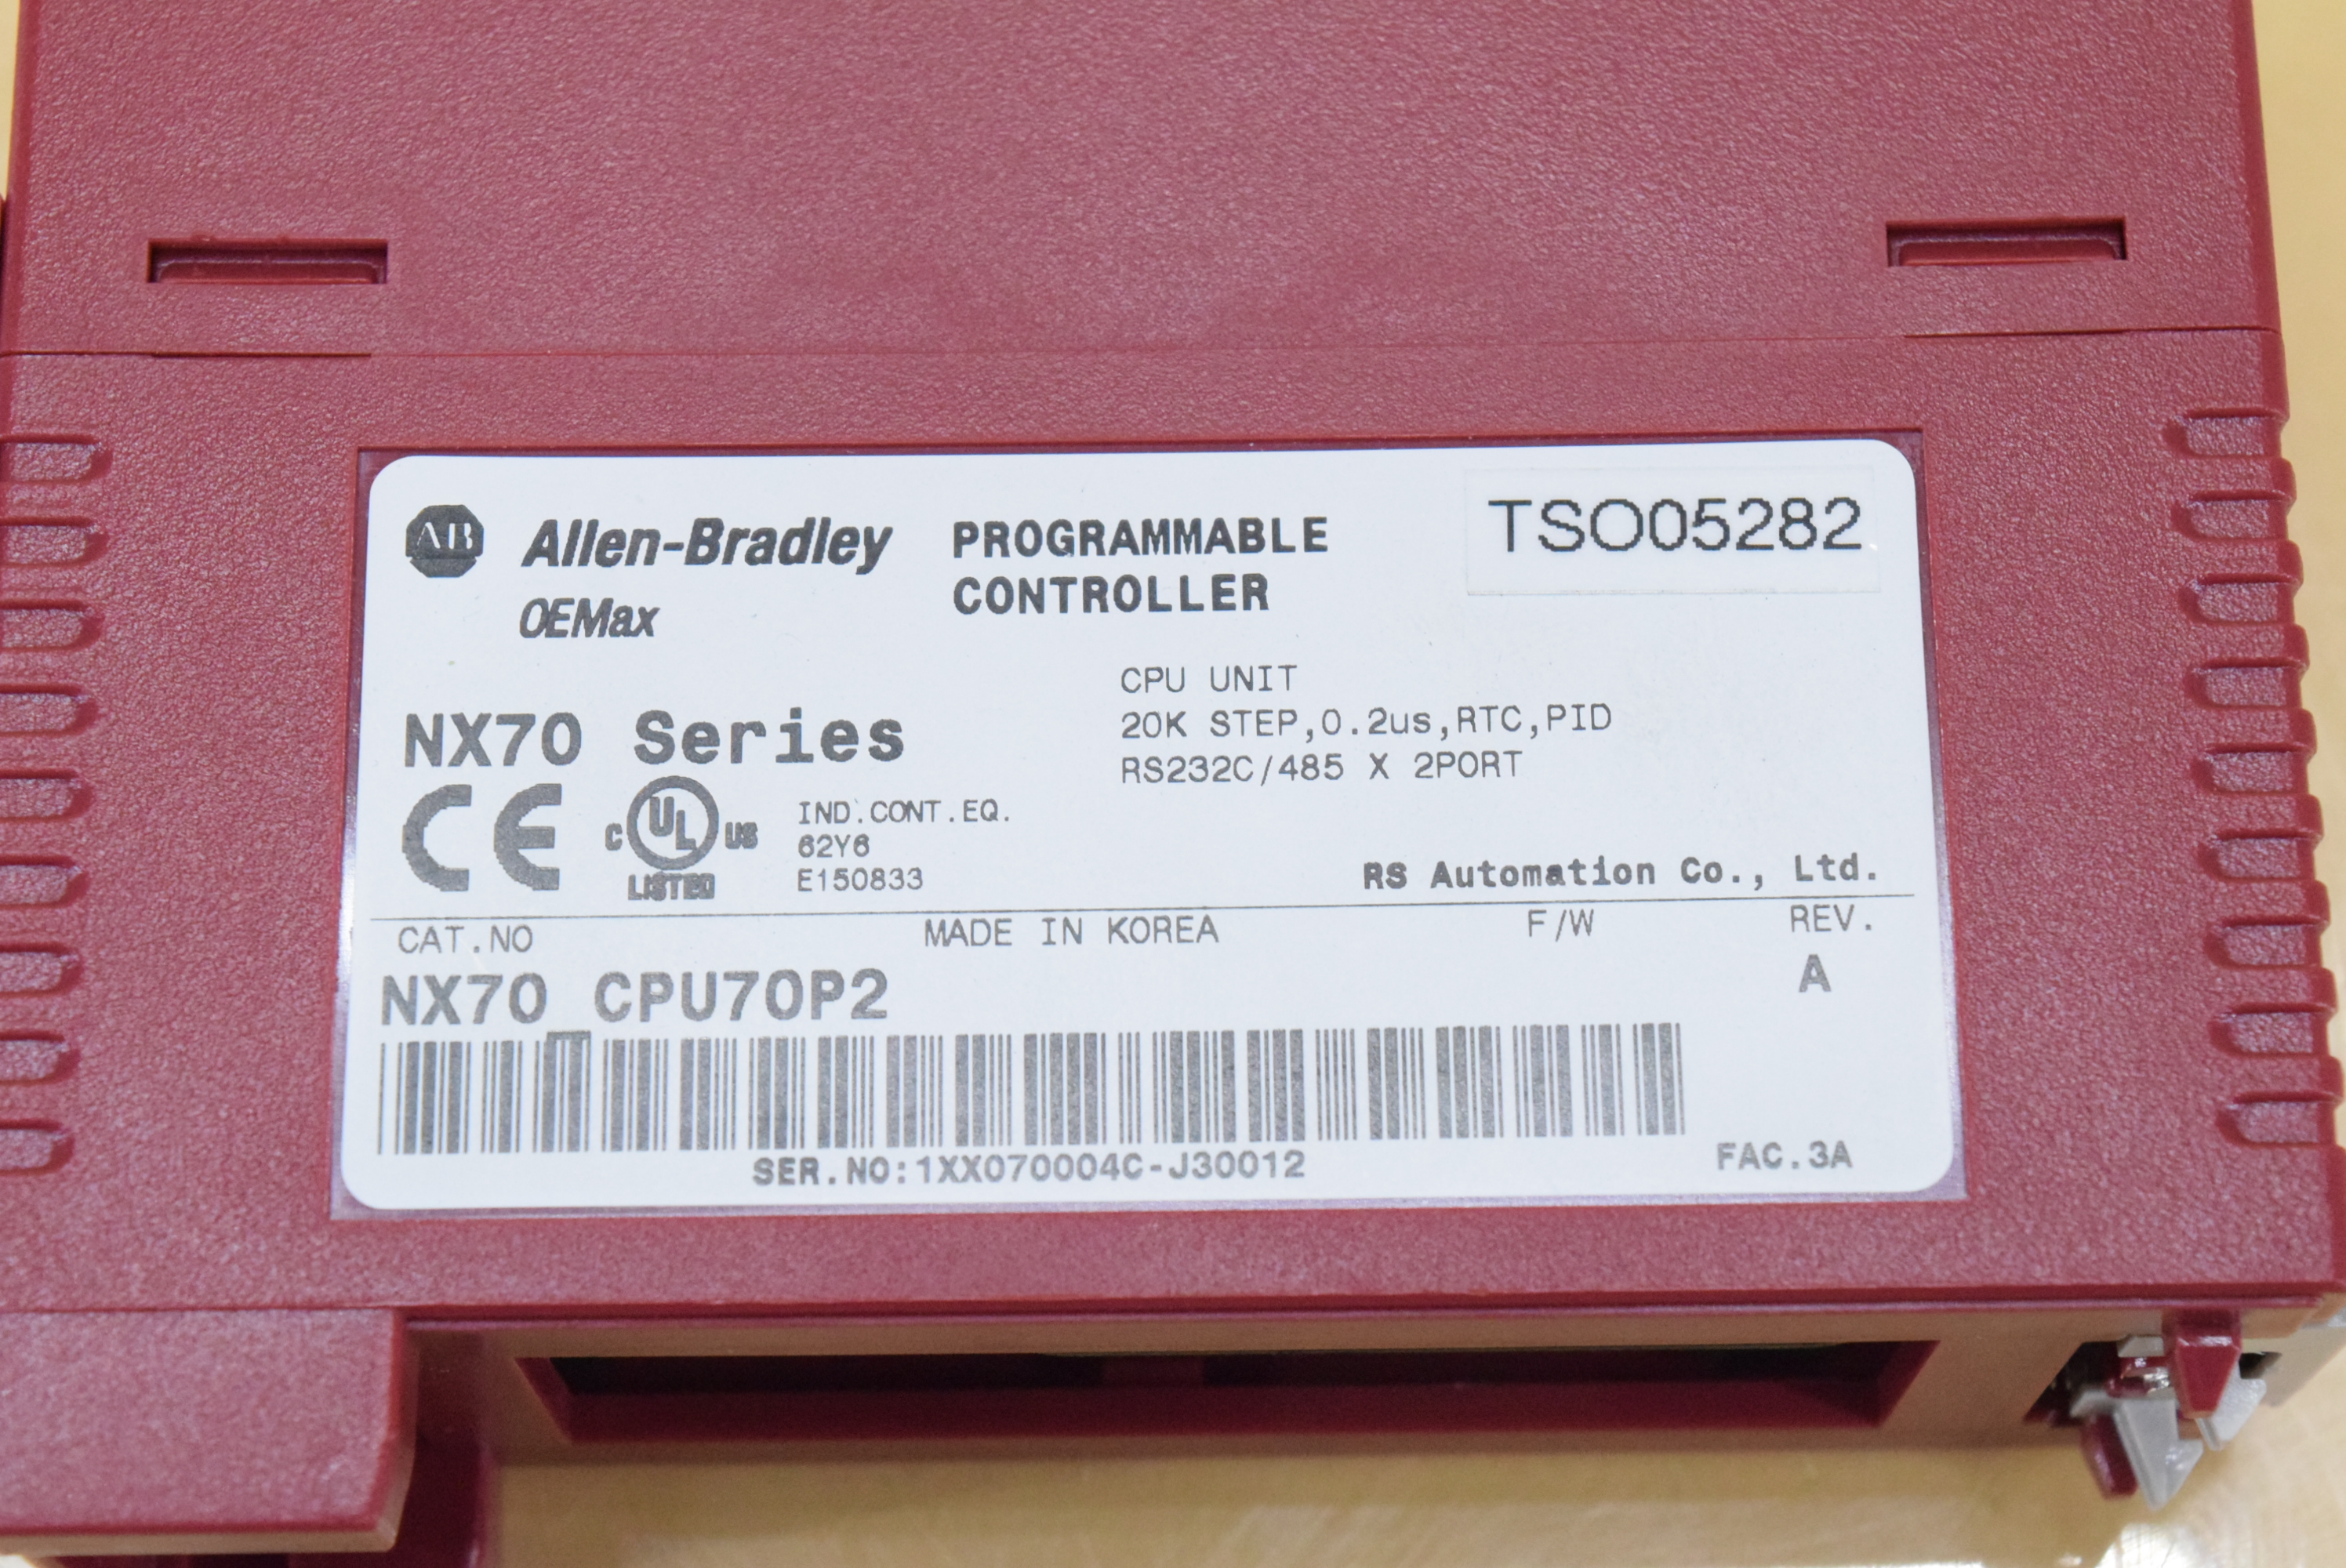 AB Allen-Bradley
OEMax
PROGRAMMABLE
CONTROLLER
TSO05282
CPU UNIT
20K STEP,0.2us,RTC,PID
RS232C/485 X 2PORT
NX70 Series
CE
C UL US
LISTED
IND.CONT.EQ.
62Y6
E150833
RS Automation Co., Ltd.
CAT.NO
MADE IN KOREA
F/W
REV.
NX70_CPU70P2
A
SER.NO:1XX070004C-J30012
FAC.3A